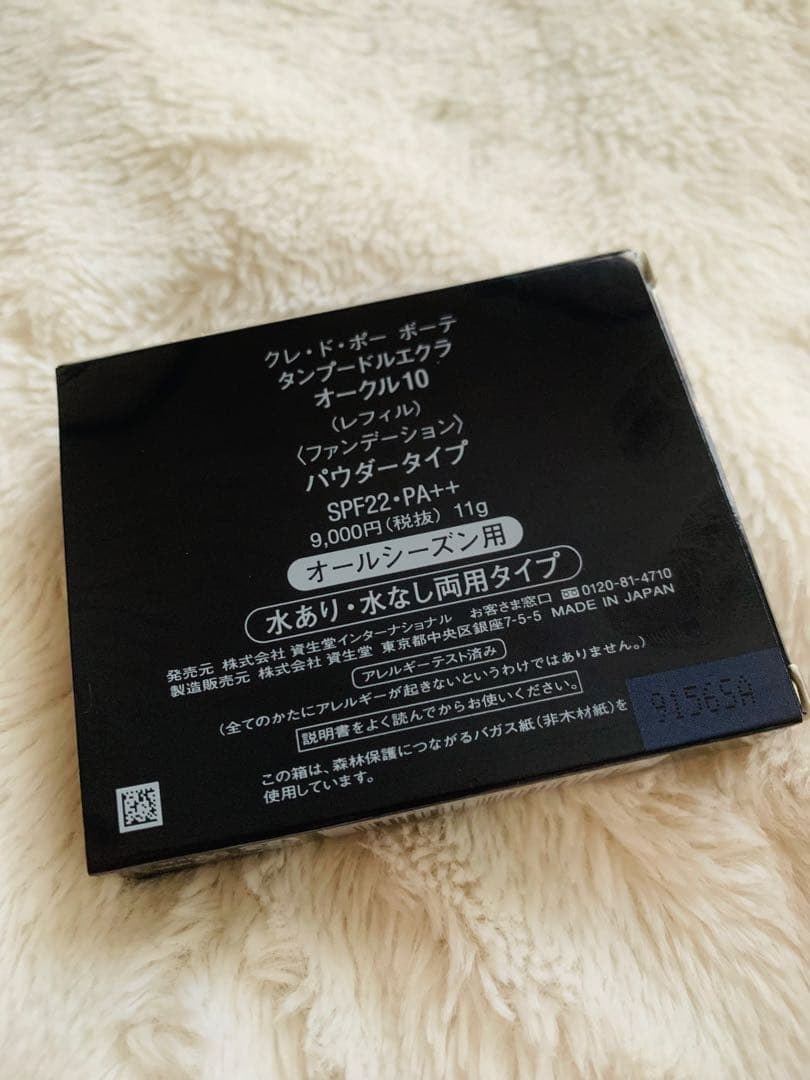 クレ・ド・ポー ボーテ
タンプードルエクラ
オークル10
〈レフィル〉
〈ファンデーション〉
パウダータイプ
SPF22・PA++
9,000円(税抜) 11g
オールシーズン用
水あり・水なし両用タイプ
発売元 株式会社 資生堂インターナショナル お客さま窓口 0120-81-4710
製造販売元 株式会社 資生堂 東京都中央区銀座7-5-5 MADE IN JAPAN
アレルギーテスト済み
(全てのかたにアレルギーが起きないというわけではありません。)
説明書をよく読んでからお使いください。
この箱は、森林保護につながるバガス紙(非木材紙)を
使用しています。
91565A